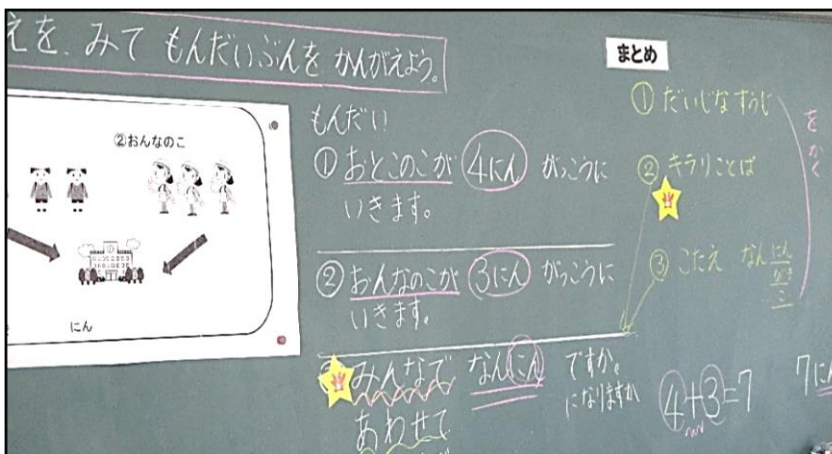 えを、みて もんだいぶんを かんがえよう。
②おんなのこ
にん
もんだい
① おとこのこが 4にん がっこうに
いきます。
② おんなのこが 3にん がっこうに
いきます。
みんなで なんにん ですか。
になりますか
あわせて
まとめ
① だいじなすうじ
② キラリことば
③ こたえ なんにん
ひき
こ
をかく
4+3=7
7にん